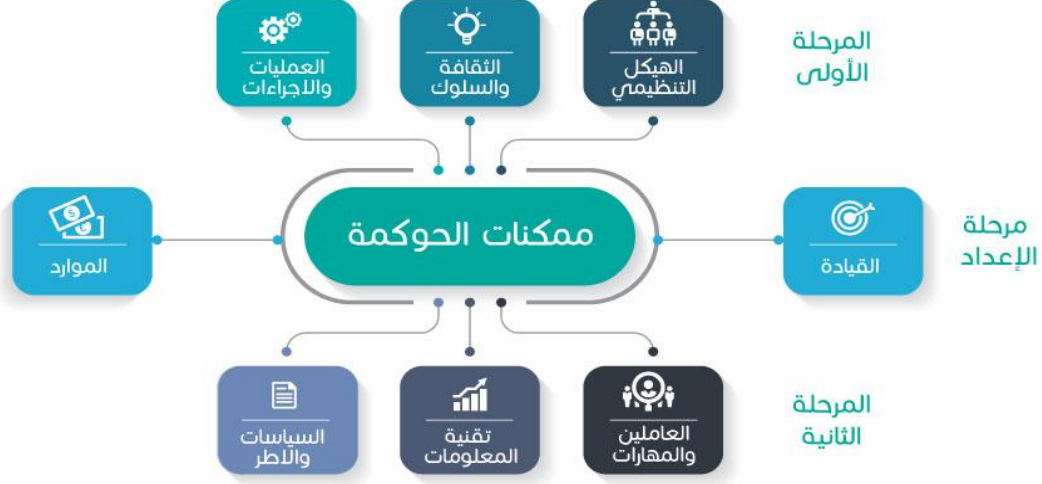 المرحلة
الأولى
الهيكل
التنظيمي
الثقافة
والسلوك
العمليات
والاجراءات
مرحلة
الإعداد
القيادة
ممكنات الحوكمة
الموارد
المرحلة
الثانية
العاملين
والمهارات
تقنية
المعلومات
السياسات
والاطر